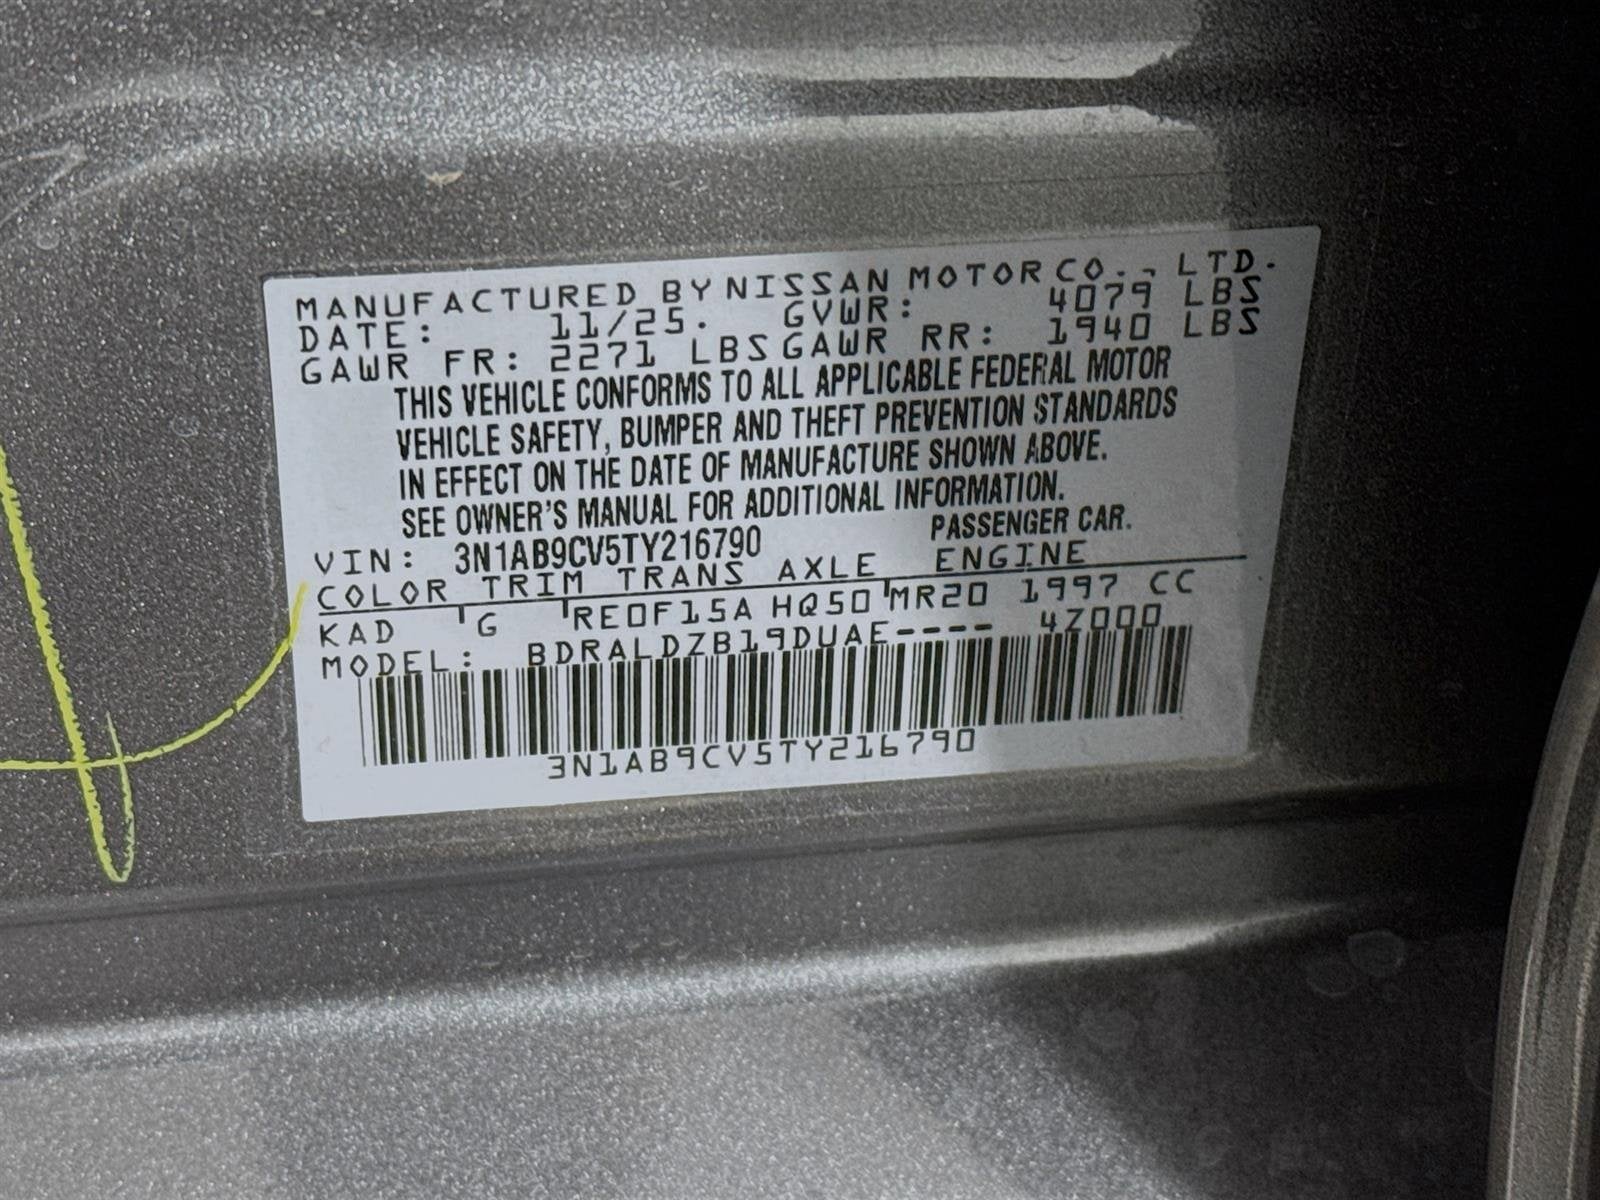 MANUFACTURED BY NISSAN MOTOR CO., LTD.
DATE: 11/25. GVWR: 4079 LBS
GAWR FR: 2271 LBS GAWR RR: 1940 LBS
THIS VEHICLE CONFORMS TO ALL APPLICABLE FEDERAL MOTOR
VEHICLE SAFETY, BUMPER AND THEFT PREVENTION STANDARDS
IN EFFECT ON THE DATE OF MANUFACTURE SHOWN ABOVE.
SEE OWNER'S MANUAL FOR ADDITIONAL INFORMATION.
VIN: 3N1AB9CV5TY216790 PASSENGER CAR.
COLOR TRIM TRANS AXLE ENGINE
KAD G RE0F15A HQ50 MR20 1997 CC
MODEL: BDRALDZB19DUAE---- 4Z000
3N1AB9CV5TY216790